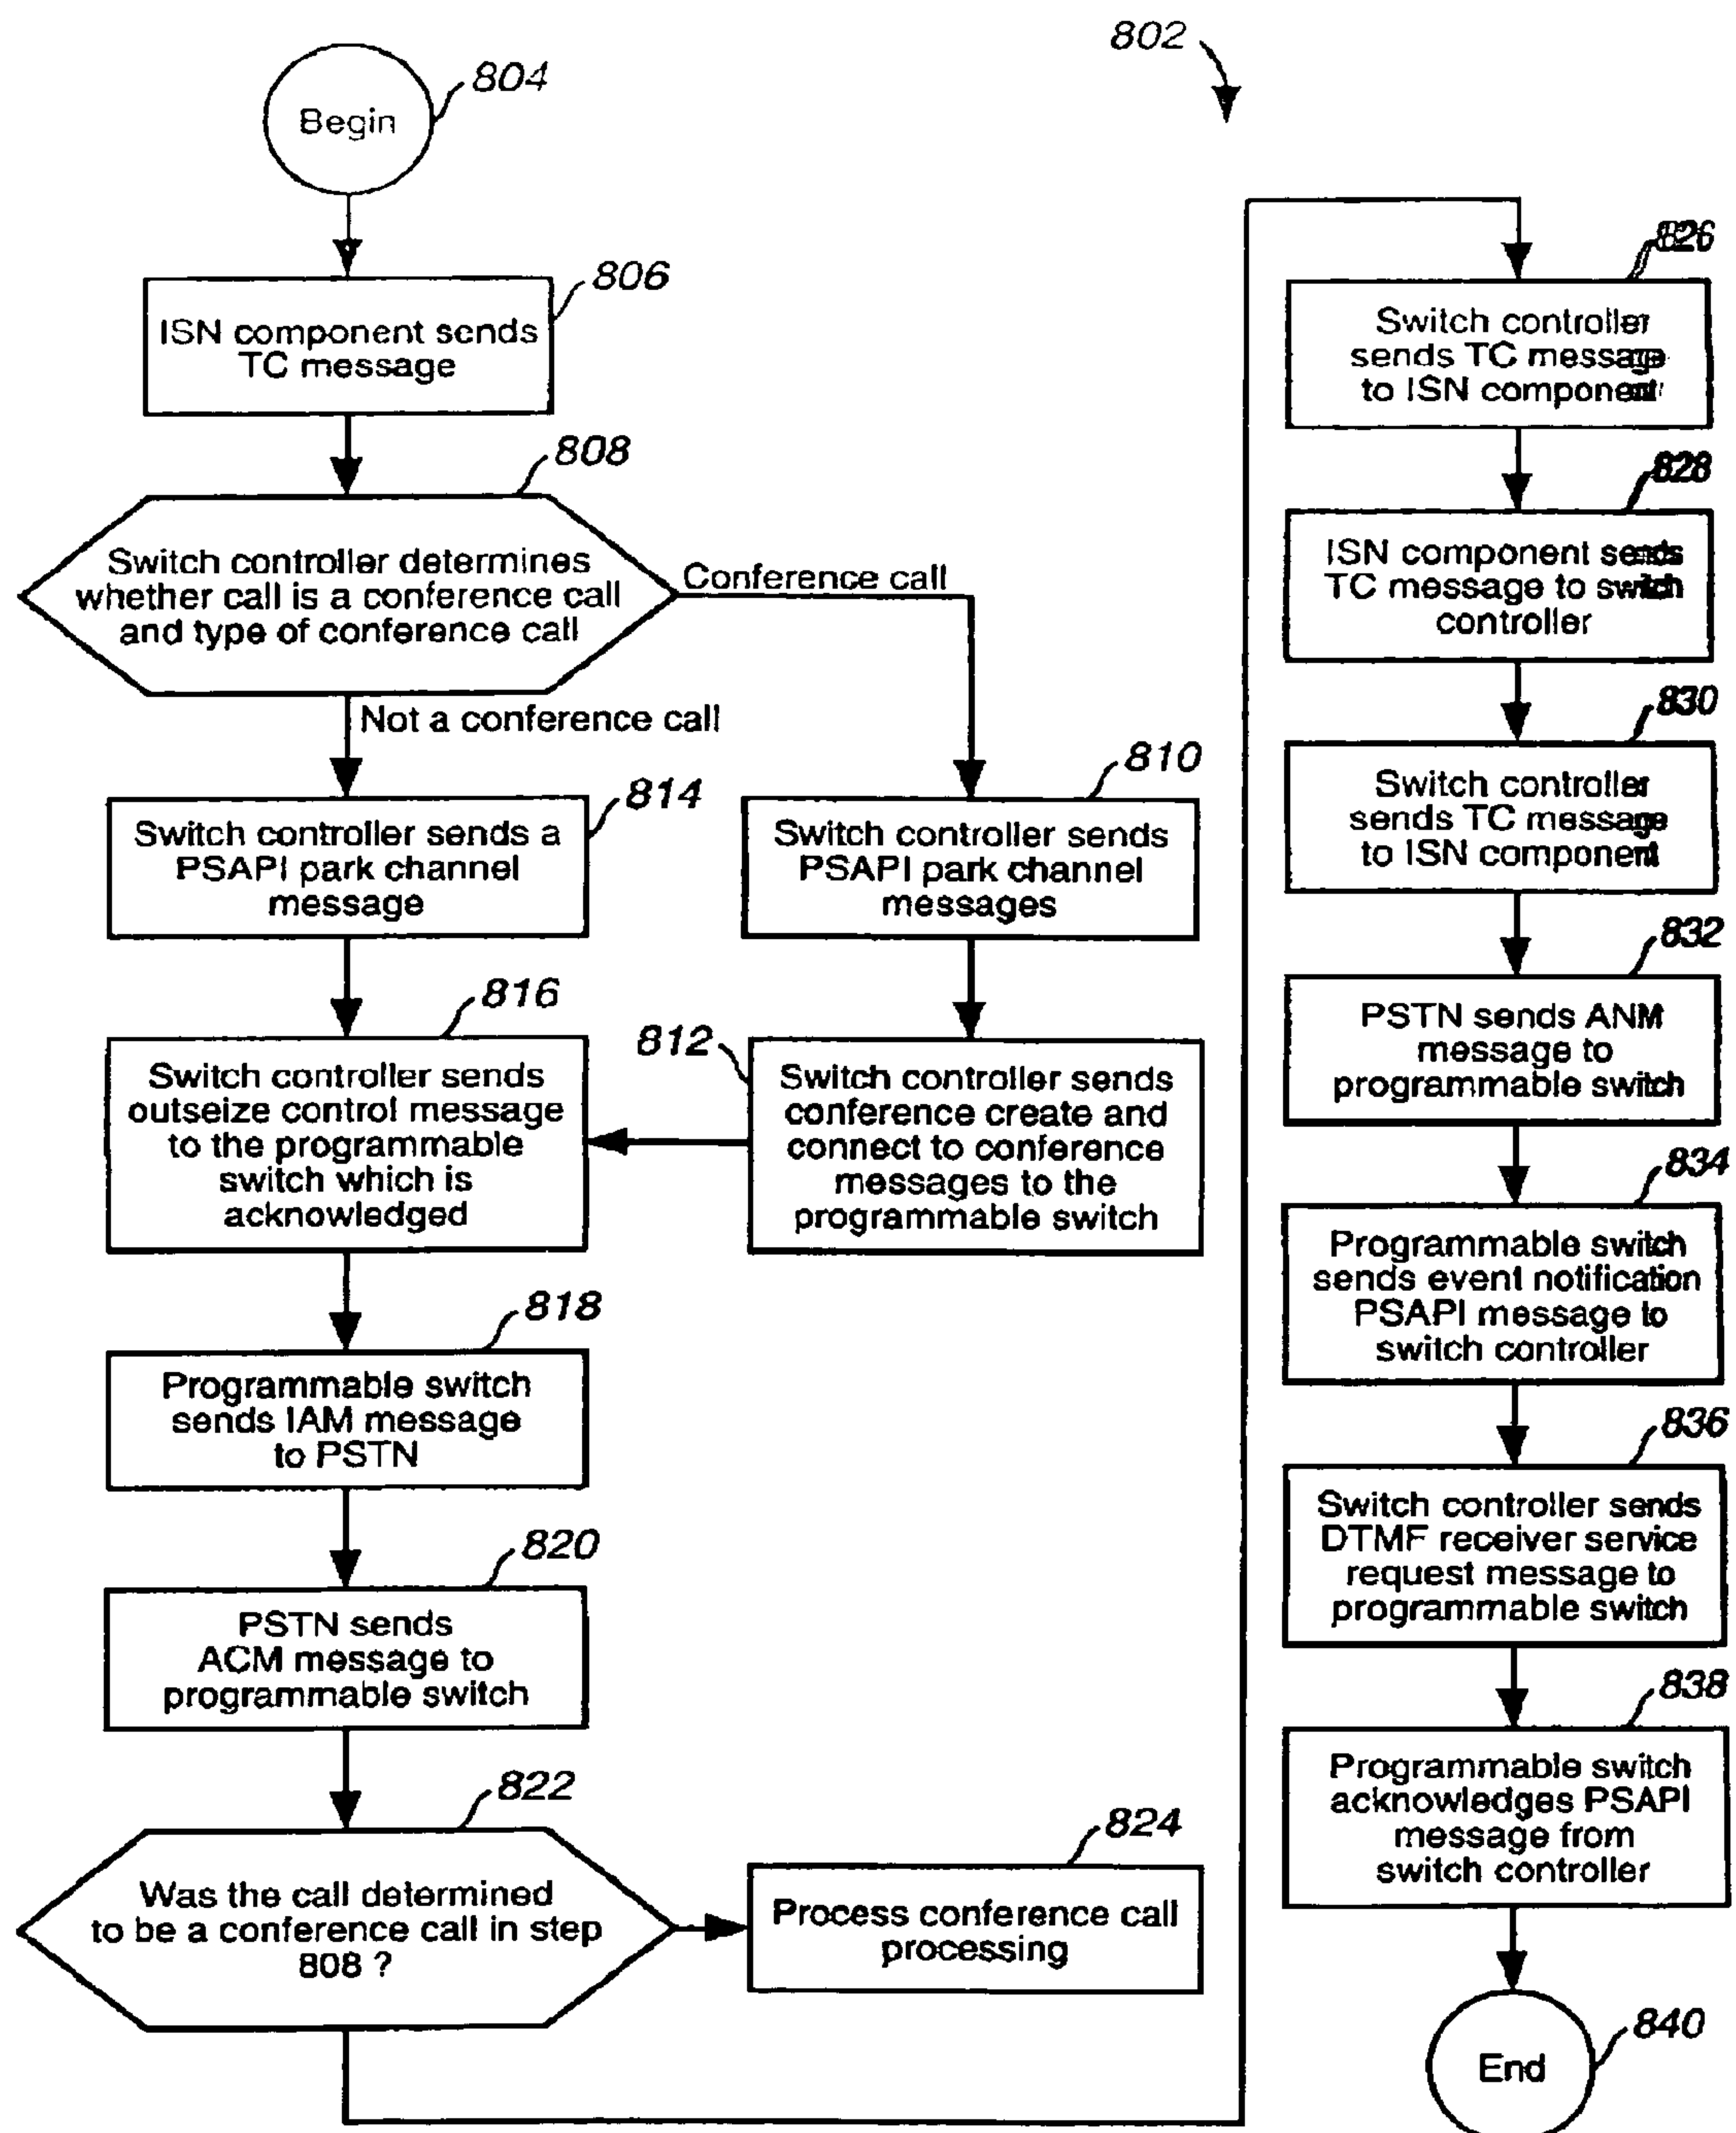 802
804
Begin
806
ISN component sends
TC message
808
Switch controller determines
whether call is a conference call
and type of conference call
Conference call
Not a conference call
814
Switch controller sends a
PSAPI park channel
message
810
Switch controller sends
PSAPI park channel
messages
816
Switch controller sends
outseize control message
to the programmable
switch which is
acknowledged
812
Switch controller sends
conference create and
connect to conference
messages to the
programmable switch
818
Programmable switch
sends IAM message
to PSTN
820
PSTN sends
ACM message to
programmable switch
822
Was the call determined
to be a conference call in step
808 ?
824
Process conference call
processing
826
Switch controller
sends TC message
to ISN component
828
ISN component sends
TC message to switch
controller
830
Switch controller
sends TC message
to ISN component
832
PSTN sends ANM
message to
programmable switch
834
Programmable switch
sends event notification
PSAPI message to
switch controller
836
Switch controller sends
DTMF receiver service
request message to
programmable switch
838
Programmable switch
acknowledges PSAPI
message from
switch controller
840
End